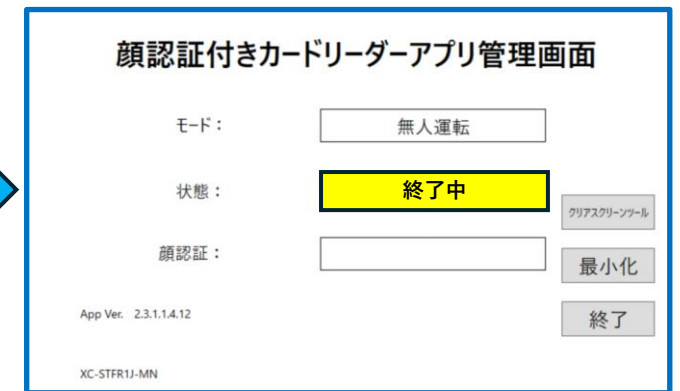 顔認証付きカードリーダーアプリ管理画面
モード： 無人運転
状態： 終了中
クリアスクリーンツール
顔認証：
最小化
App Ver. 2.3.1.1.4.12
終了
XC-STFR1J-MN